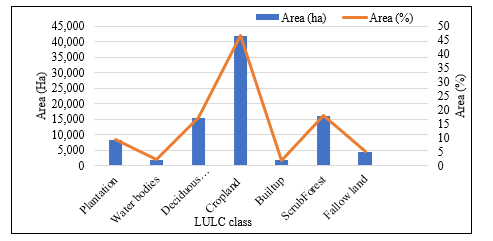 Area (ha) Area (%)
45,000
40,000
35,000
30,000
25,000
20,000
15,000
10,000
5,000
0
Area (Ha)
50
45
40
35
30
25
20
15
10
5
0
Area (%)
Plantation
Water bodies
Deciduous...
Cropland
Builtup
ScrubForest
Fallow land
LULC class